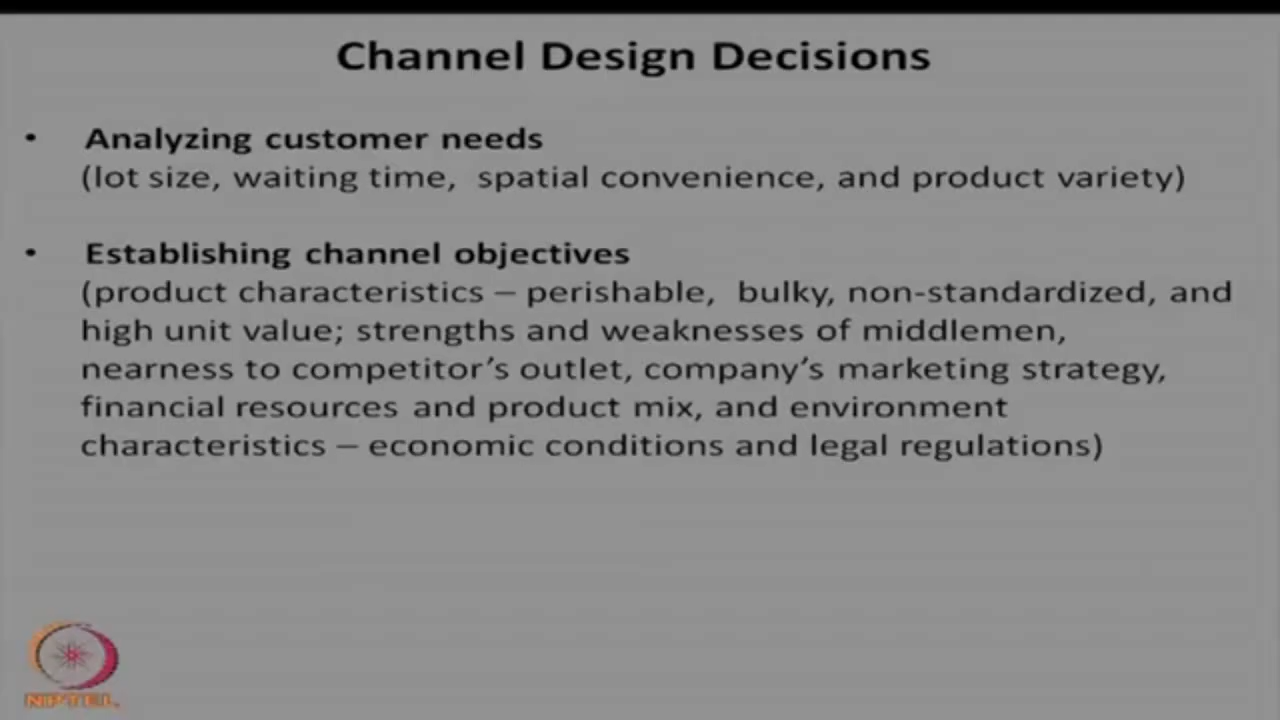 Channel Design Decisions
• Analyzing customer needs
(lot size, waiting time, spatial convenience, and product variety)
• Establishing channel objectives
(product characteristics – perishable, bulky, non-standardized, and
high unit value; strengths and weaknesses of middlemen,
nearness to competitor’s outlet, company’s marketing strategy,
financial resources and product mix, and environment
characteristics – economic conditions and legal regulations)
NPTEL